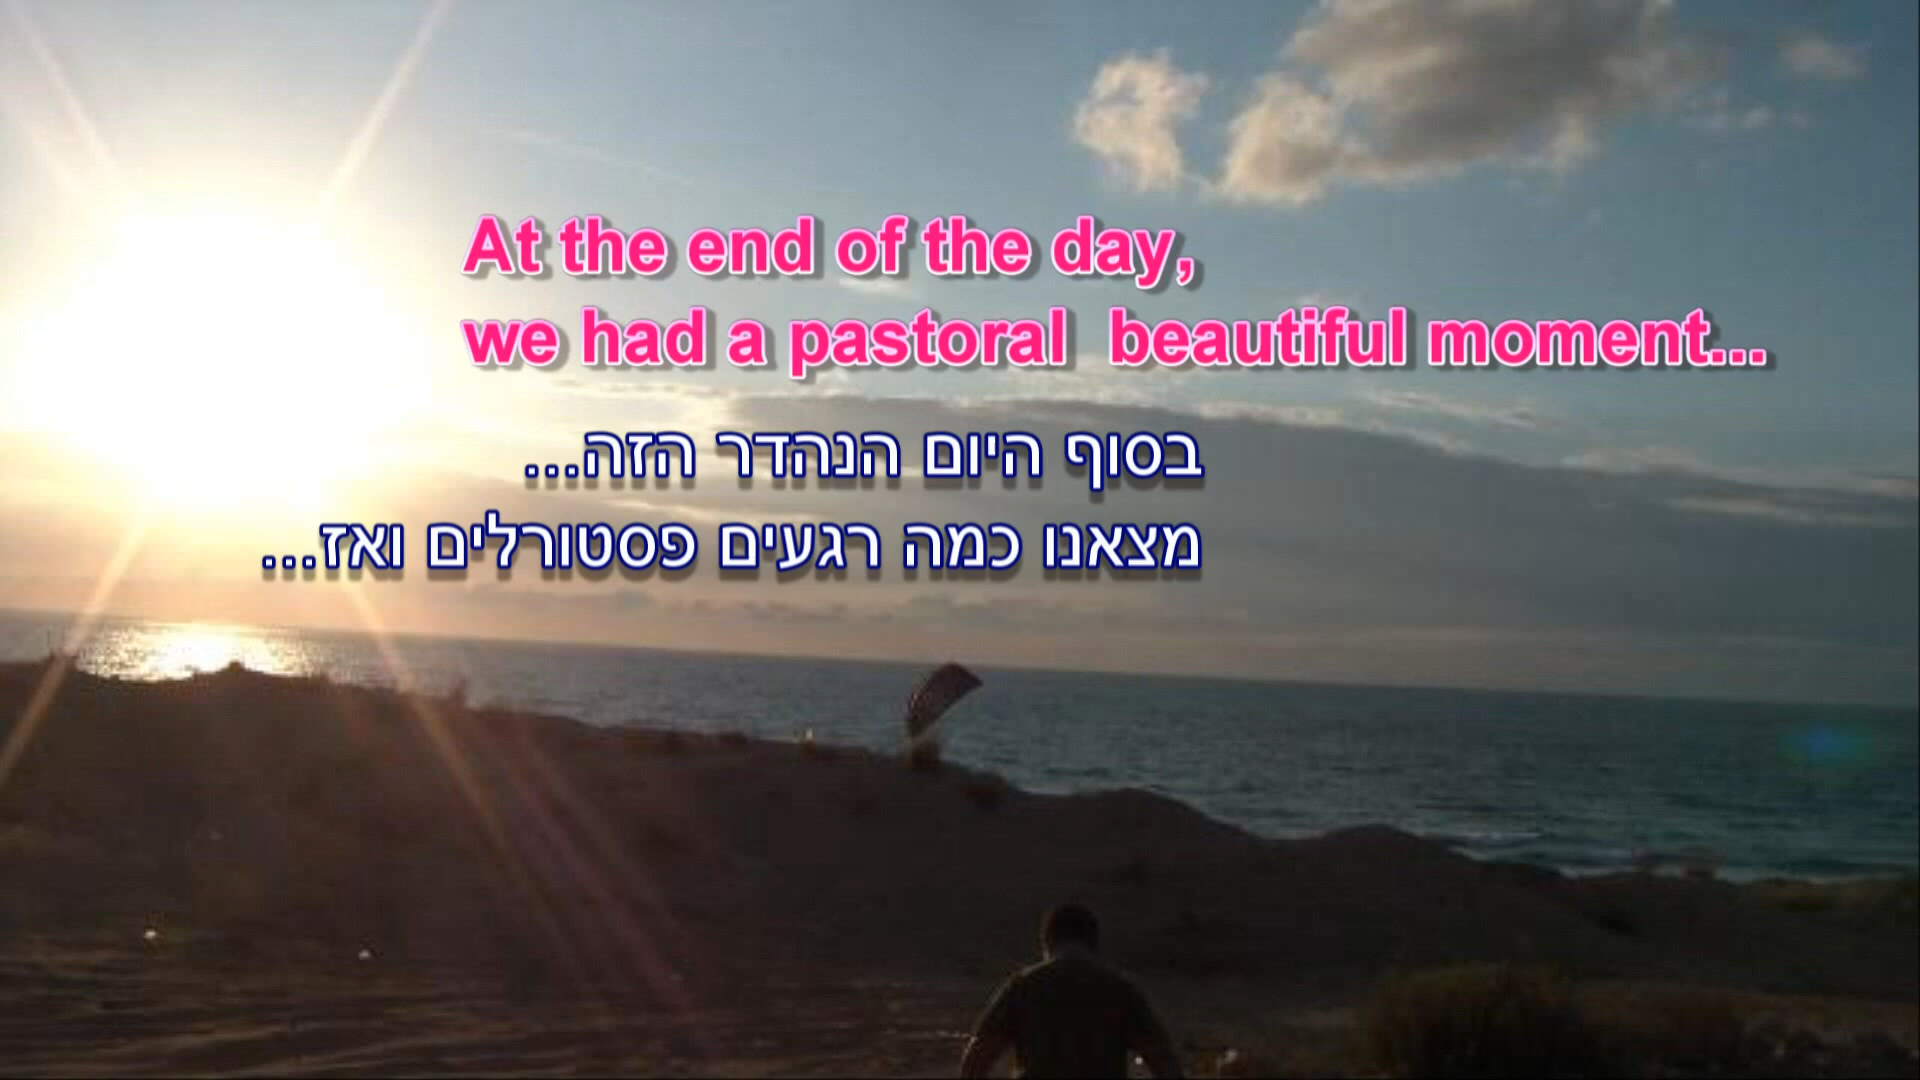 At the end of the day,
we had a pastoral  beautiful moment...
בסוף היום הנהדר הזה...
מצאנו כמה רגעים פסטורלים ואז...